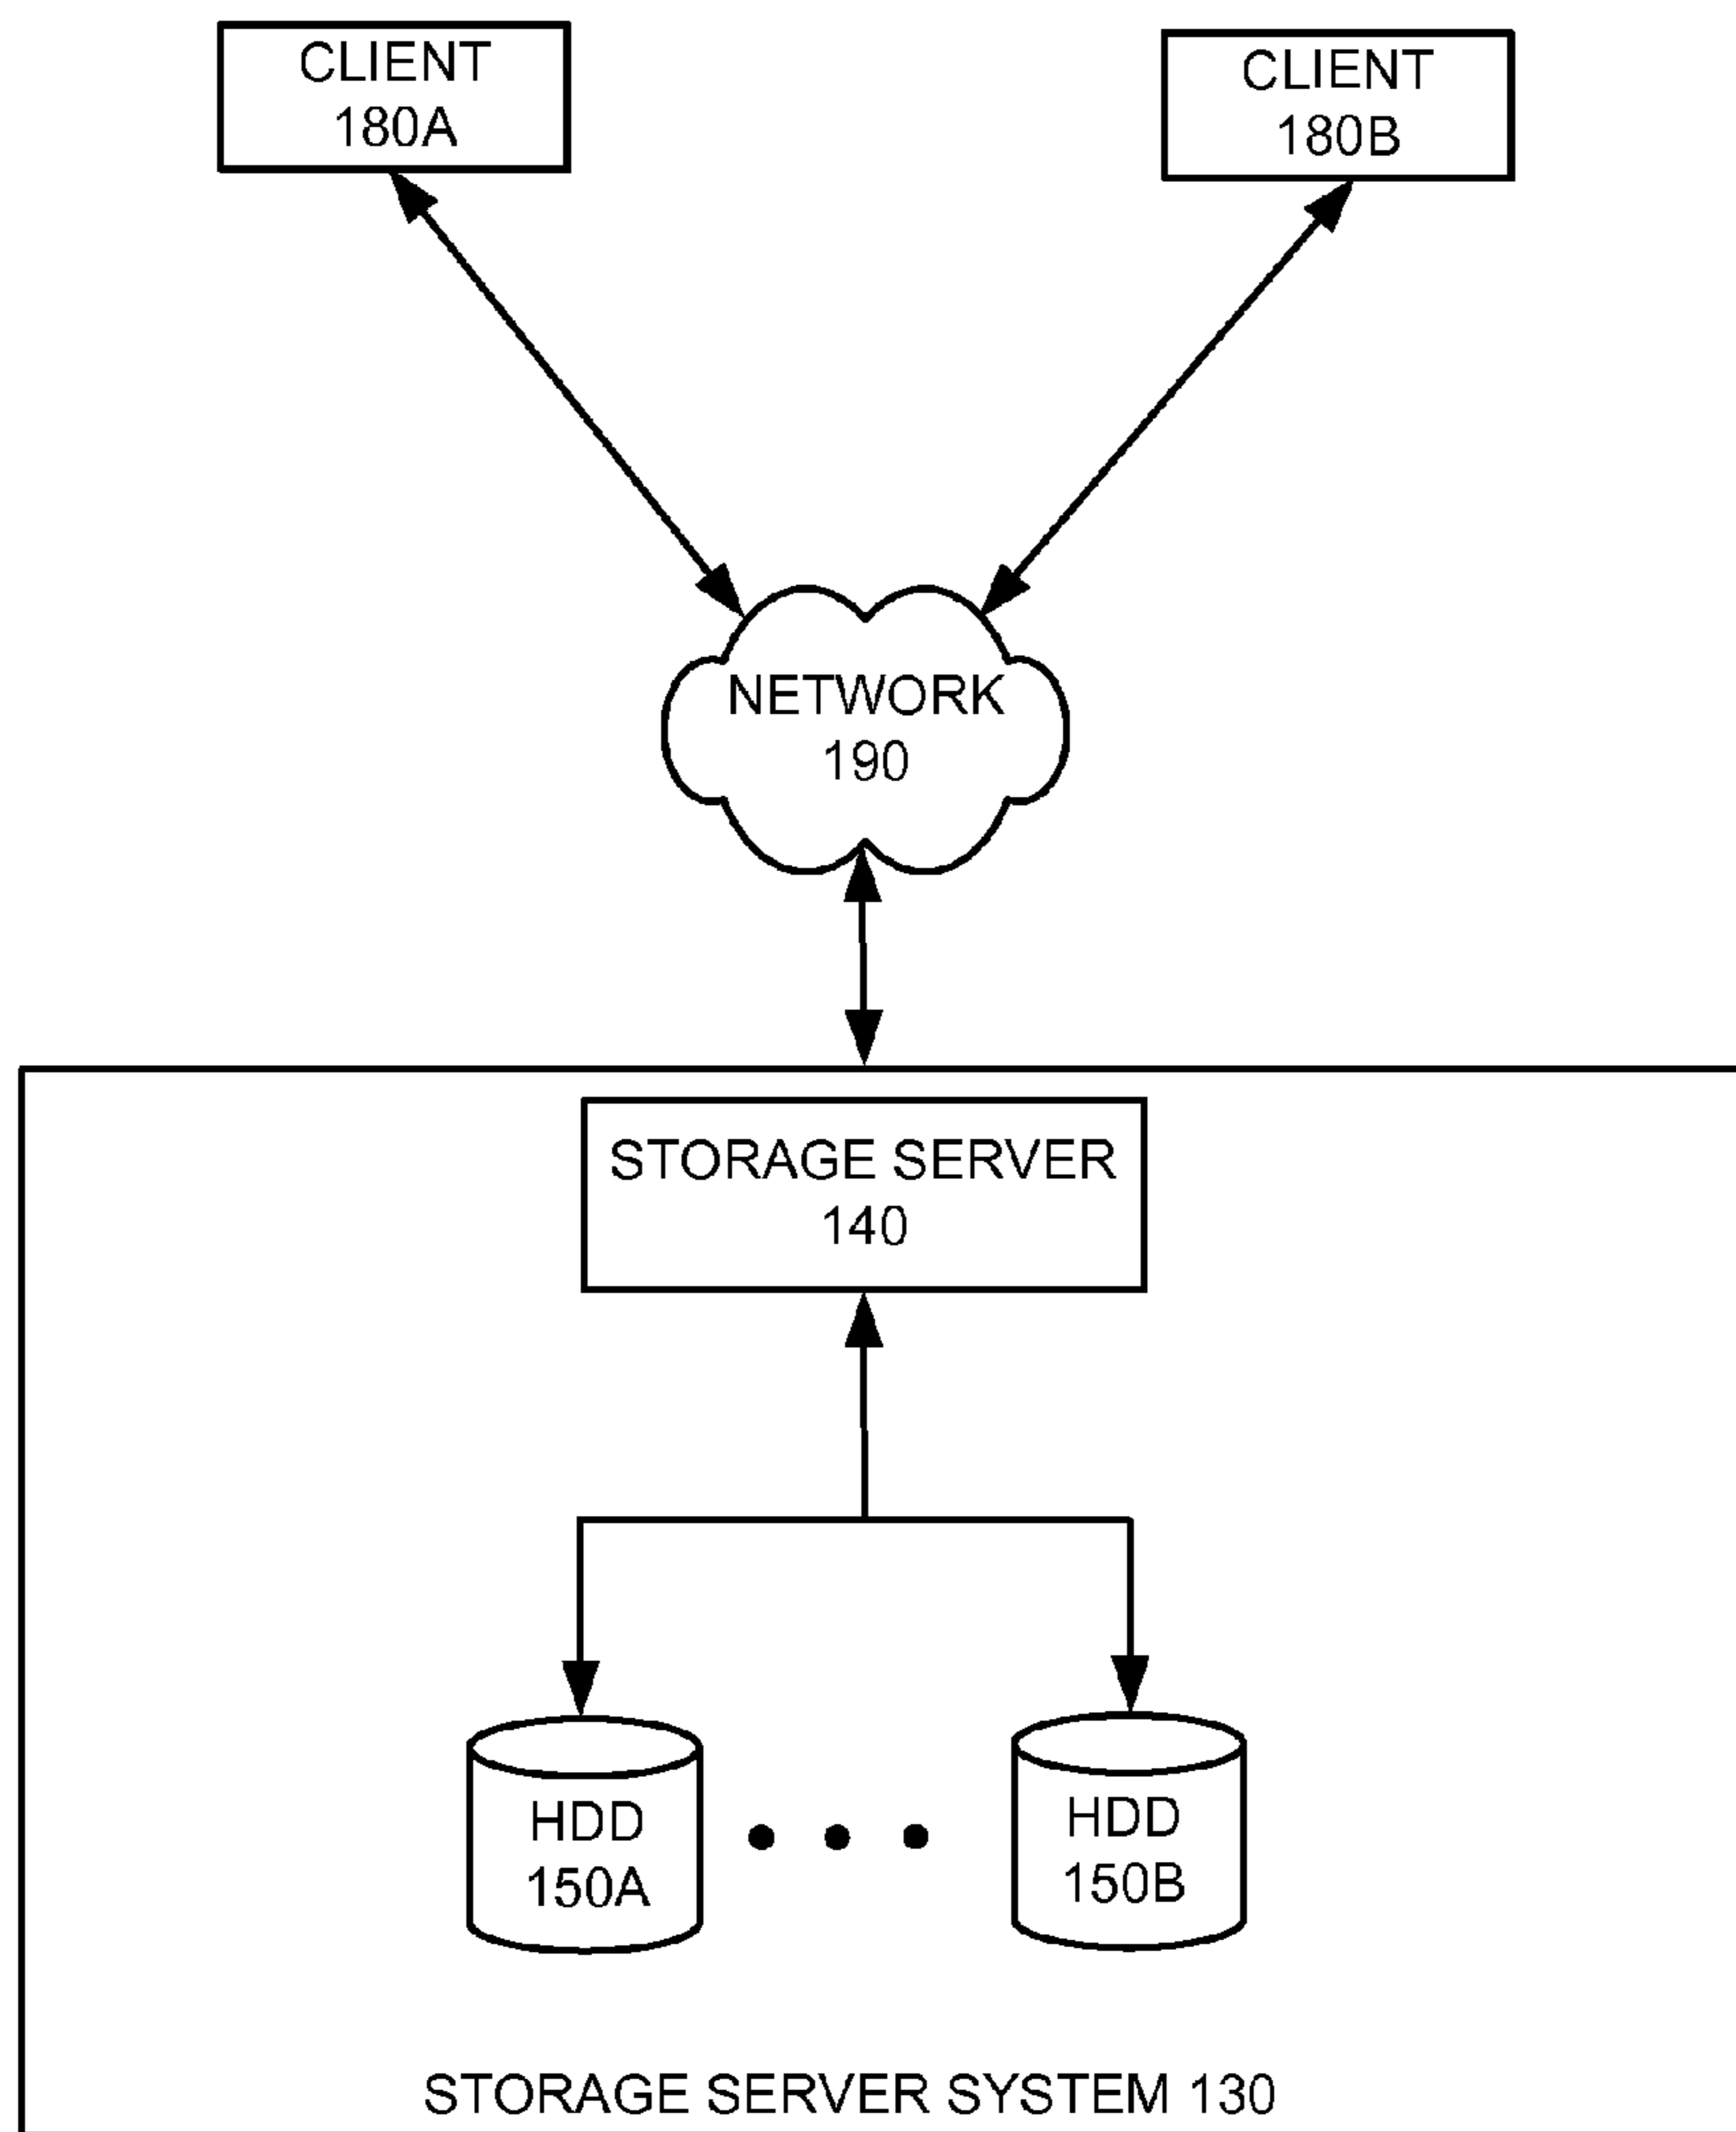 CLIENT
180A
CLIENT
180B
NETWORK
190
STORAGE SERVER
140
HDD
150A
HDD
150B
STORAGE SERVER SYSTEM 130